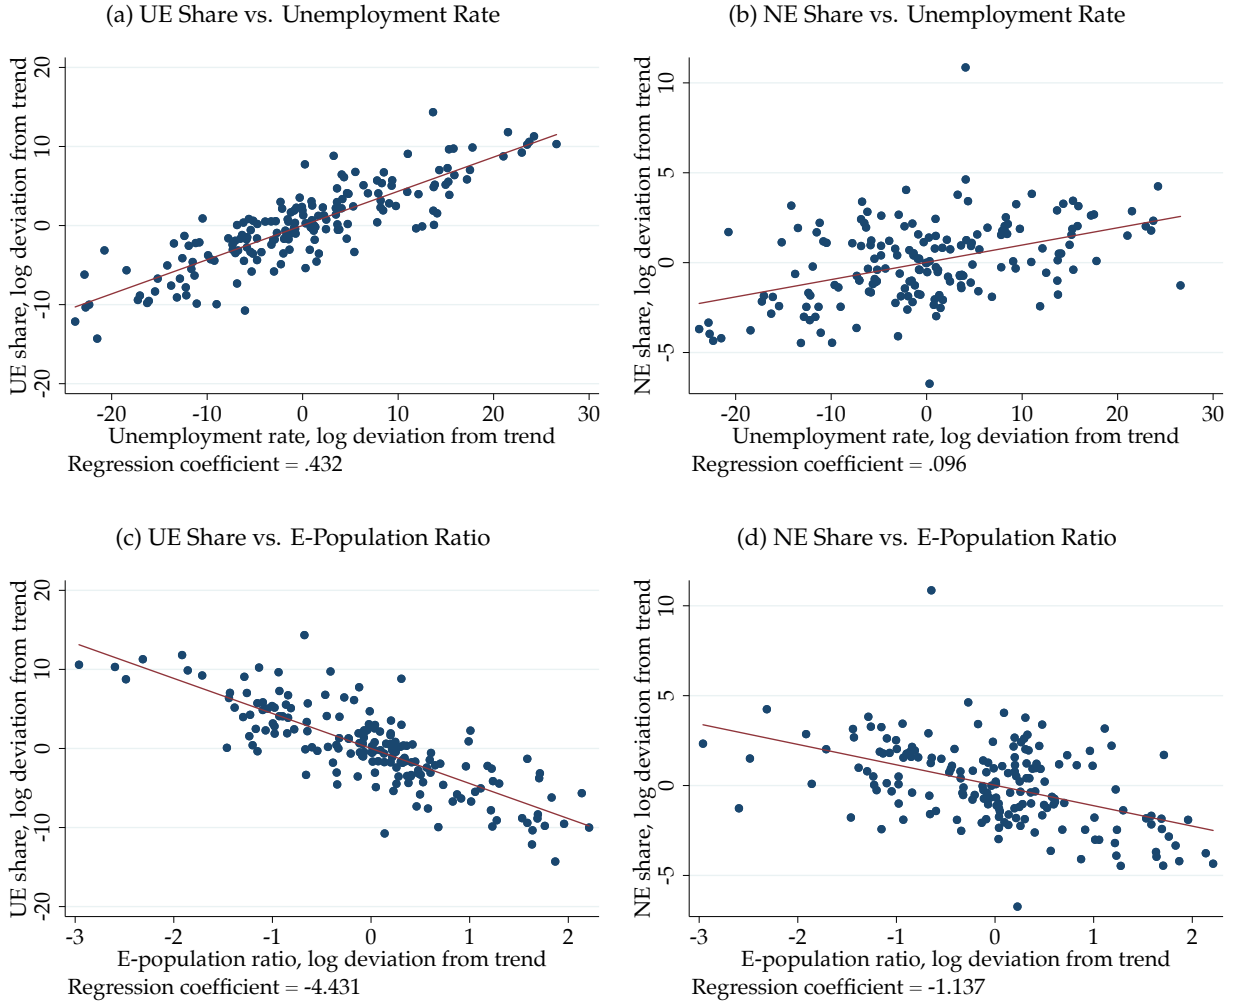 (a) UE Share vs. Unemployment Rate
UE share, log deviation from trend
20
10
0
-10
-20
-20 -10 0 10 20 30
Unemployment rate, log deviation from trend
Regression coefficient = .432
(b) NE Share vs. Unemployment Rate
NE share, log deviation from trend
10
5
0
-5
-20 -10 0 10 20 30
Unemployment rate, log deviation from trend
Regression coefficient = .096
(c) UE Share vs. E-Population Ratio
UE share, log deviation from trend
20
10
0
-10
-20
-3 -2 -1 0 1 2
E-population ratio, log deviation from trend
Regression coefficient = -4.431
(d) NE Share vs. E-Population Ratio
NE share, log deviation from trend
10
5
0
-5
-3 -2 -1 0 1 2
E-population ratio, log deviation from trend
Regression coefficient = -1.137